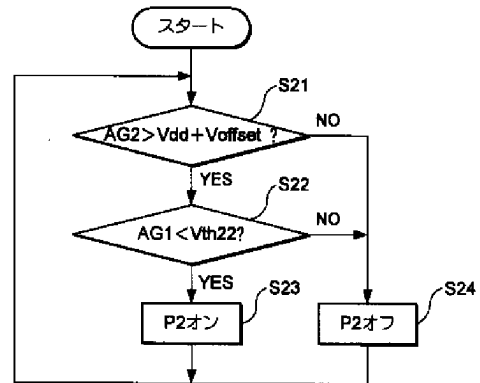 スタート
S21
AG2>Vdd+Voffset ?
NO
YES
S22
AG1<Vth22?
NO
YES
S23
P2オン
S24
P2オフ